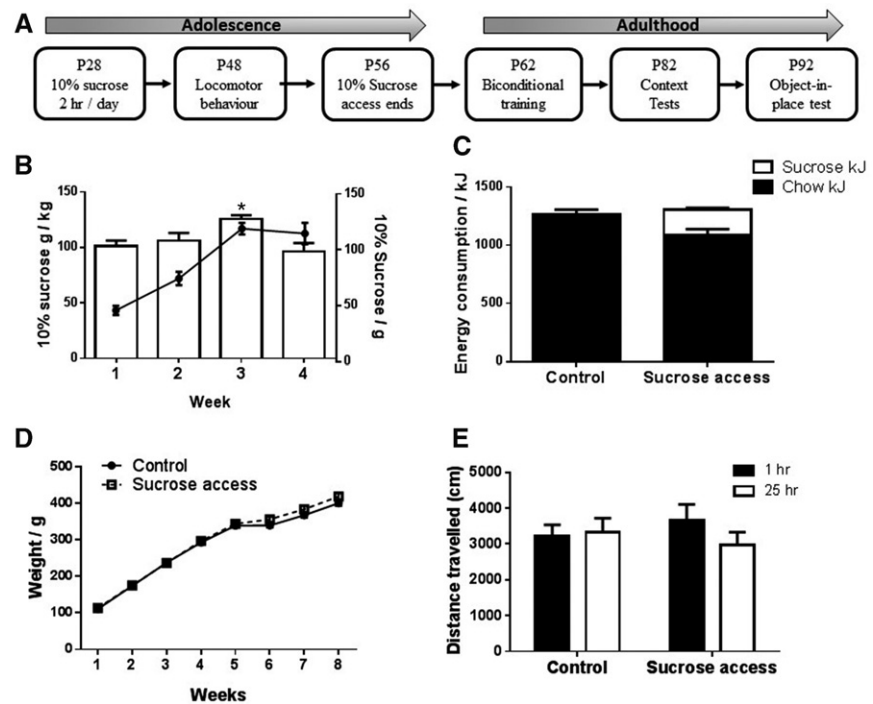 A
Adolescence
Adulthood
P28
10% sucrose
2 hr / day
P48
Locomotor
behaviour
P56
10% Sucrose
access ends
P62
Biconditional
training
P82
Context
Tests
P92
Object-in-
place test
B
10% sucrose g / kg
150
100
50
0
*
150
100
50
0
10% Sucrose / g
1 2 3 4
Week
C
Sucrose kJ
Chow kJ
Energy consumption / kJ
1500
1000
500
0
Control Sucrose access
D
Control
Sucrose access
Weight / g
500
400
300
200
100
0
1 2 3 4 5 6 7 8
Weeks
E
1 hr
25 hr
Distance travelled (cm)
5000
4000
3000
2000
1000
0
Control Sucrose access